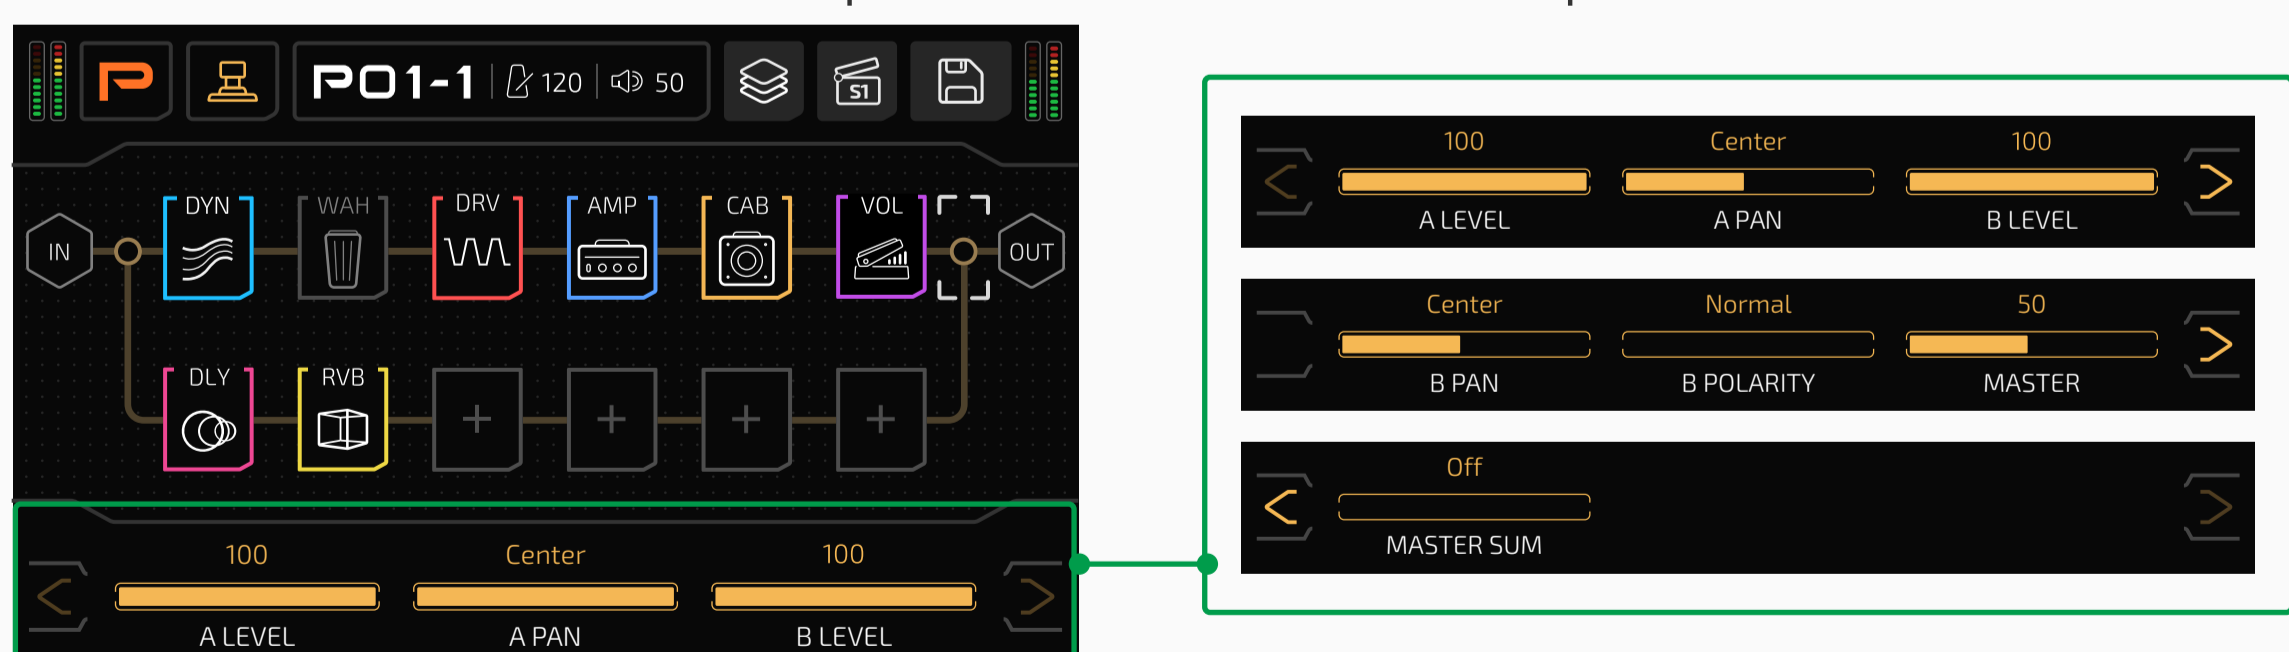 P01-1 120 50 S1
DYN WAH DRV AMP CAB VOL
IN OUT
DLY RVB
100 Center 100
A LEVEL A PAN B LEVEL
100 Center 100
A LEVEL A PAN B LEVEL
Center Normal 50
B PAN B POLARITY MASTER
Off
MASTER SUM